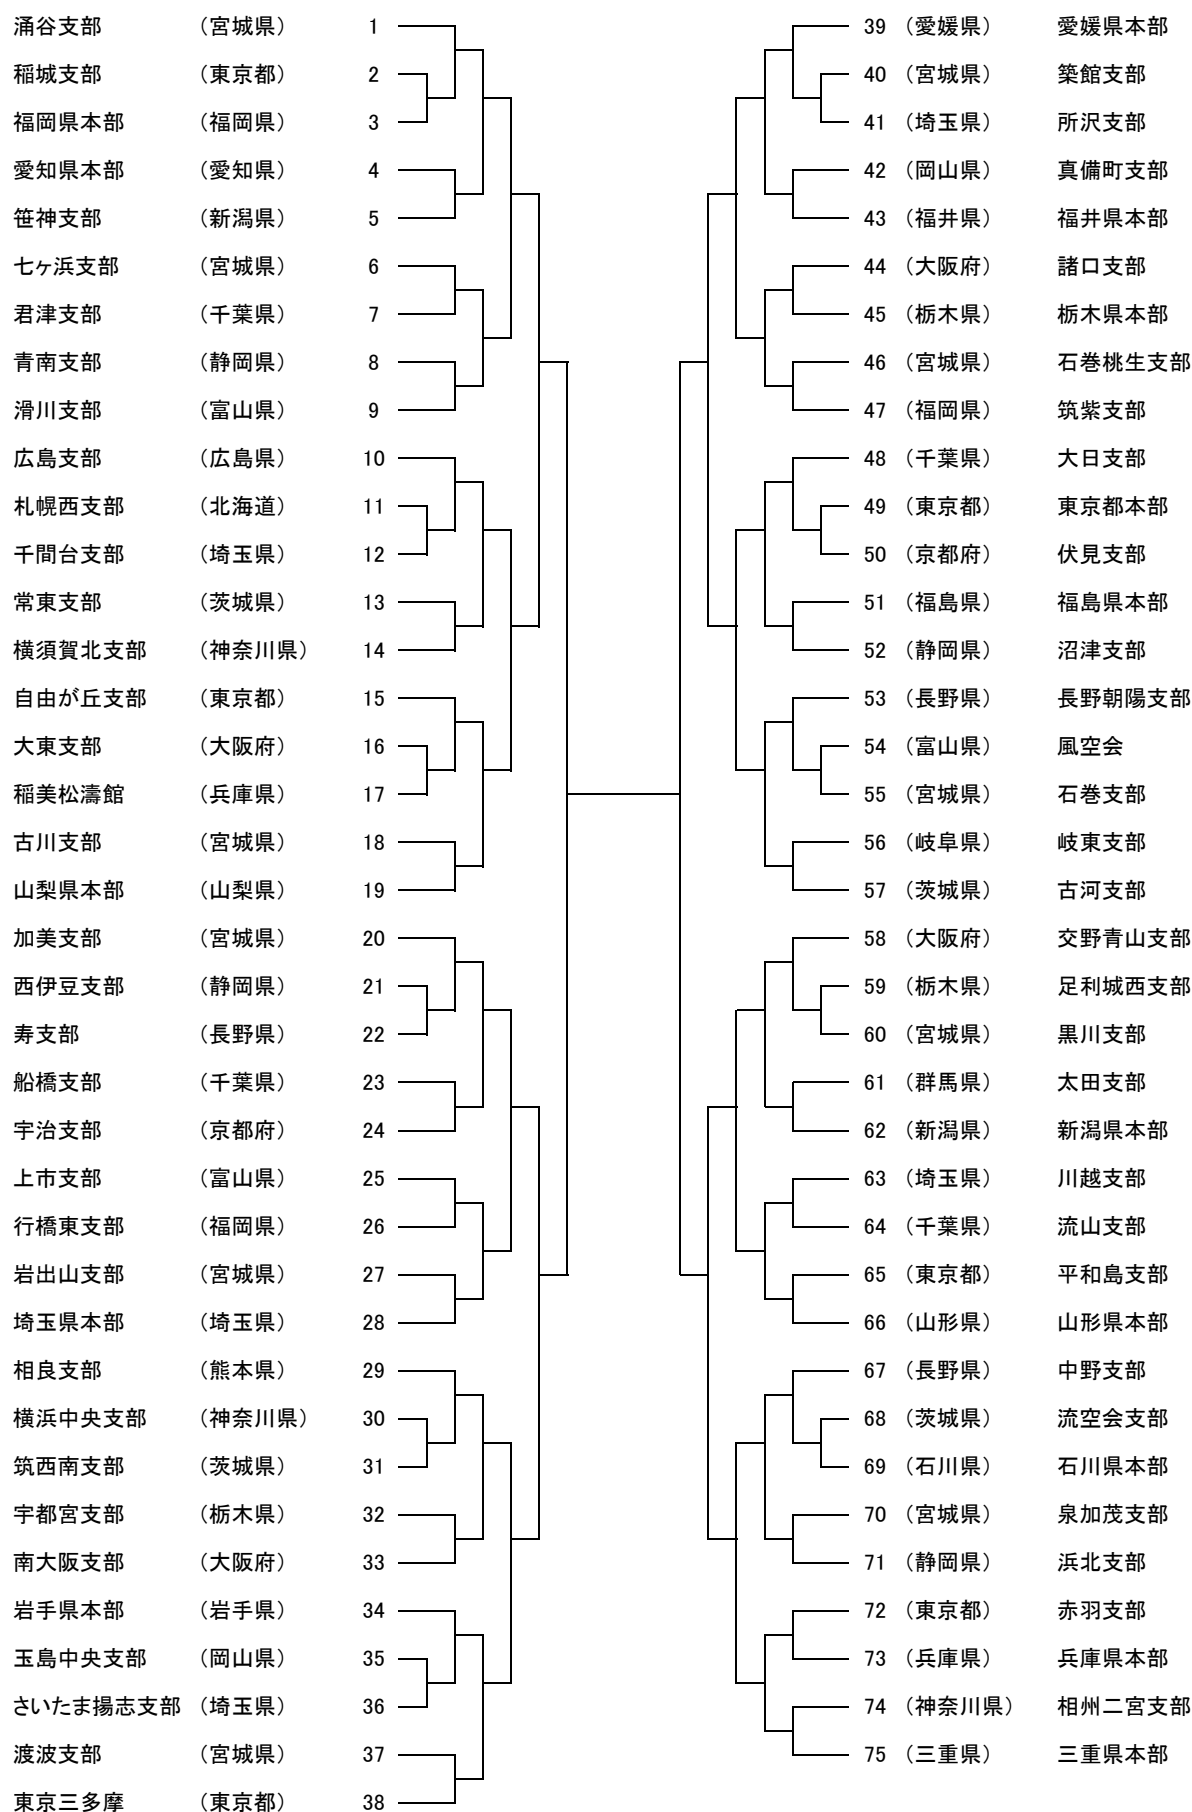 涌谷支部 （宮城県） 1
稲城支部 （東京都） 2
福岡県本部 （福岡県） 3
愛知県本部 （愛知県） 4
笹神支部 （新潟県） 5
七ヶ浜支部 （宮城県） 6
君津支部 （千葉県） 7
青南支部 （静岡県） 8
滑川支部 （富山県） 9
広島支部 （広島県） 10
札幌西支部 （北海道） 11
千間台支部 （埼玉県） 12
常東支部 （茨城県） 13
横須賀北支部 （神奈川県） 14
自由が丘支部 （東京都） 15
大東支部 （大阪府） 16
稲美松濤館 （兵庫県） 17
古川支部 （宮城県） 18
山梨県本部 （山梨県） 19
加美支部 （宮城県） 20
西伊豆支部 （静岡県） 21
寿支部 （長野県） 22
船橋支部 （千葉県） 23
宇治支部 （京都府） 24
上市支部 （富山県） 25
行橋東支部 （福岡県） 26
岩出山支部 （宮城県） 27
埼玉県本部 （埼玉県） 28
相良支部 （熊本県） 29
横浜中央支部 （神奈川県） 30
筑西南支部 （茨城県） 31
宇都宮支部 （栃木県） 32
南大阪支部 （大阪府） 33
岩手県本部 （岩手県） 34
玉島中央支部 （岡山県） 35
さいたま揚志支部 （埼玉県） 36
渡波支部 （宮城県） 37
東京三多摩 （東京都） 38
39 （愛媛県） 愛媛県本部
40 （宮城県） 築館支部
41 （埼玉県） 所沢支部
42 （岡山県） 真備町支部
43 （福井県） 福井県本部
44 （大阪府） 諸口支部
45 （栃木県） 栃木県本部
46 （宮城県） 石巻桃生支部
47 （福岡県） 筑紫支部
48 （千葉県） 大日支部
49 （東京都） 東京都本部
50 （京都府） 伏見支部
51 （福島県） 福島県本部
52 （静岡県） 沼津支部
53 （長野県） 長野朝陽支部
54 （富山県） 風空会
55 （宮城県） 石巻支部
56 （岐阜県） 岐東支部
57 （茨城県） 古河支部
58 （大阪府） 交野青山支部
59 （栃木県） 足利城西支部
60 （宮城県） 黒川支部
61 （群馬県） 太田支部
62 （新潟県） 新潟県本部
63 （埼玉県） 川越支部
64 （千葉県） 流山支部
65 （東京都） 平和島支部
66 （山形県） 山形県本部
67 （長野県） 中野支部
68 （茨城県） 流空会支部
69 （石川県） 石川県本部
70 （宮城県） 泉加茂支部
71 （静岡県） 浜北支部
72 （東京都） 赤羽支部
73 （兵庫県） 兵庫県本部
74 （神奈川県） 相州二宮支部
75 （三重県） 三重県本部